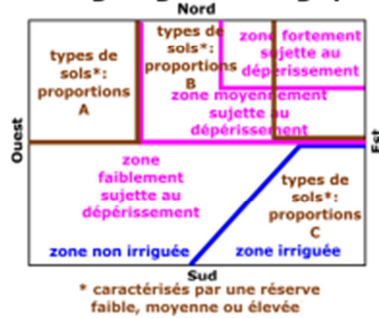 Nord
types de
sols*:
proportions
A
types de
sols*:
proportions
B
zone fortement
sujette au
dépérissement
zone moyennement
sujette au
dépérissement
Ouest
Est
zone
faiblement
sujette au
dépérissement
types de
sols*:
proportions
C
zone non irriguée
zone irriguée
Sud
* caractérisés par une réserve
faible, moyenne ou élevée